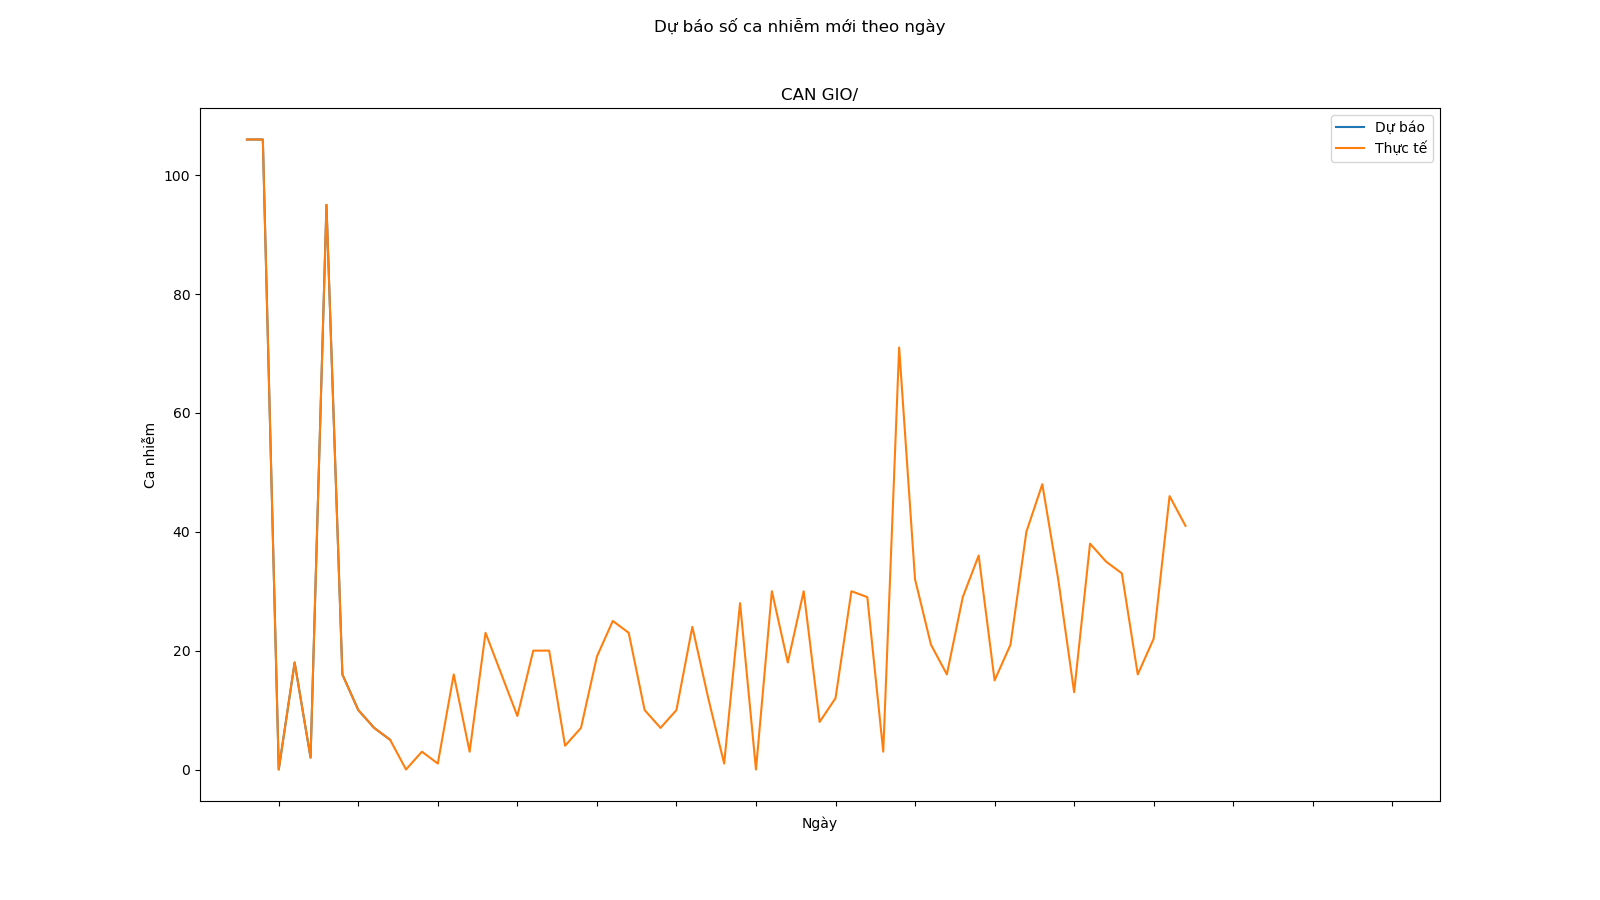 Dự báo số ca nhiễm mới theo ngày
CAN GIO/
Dự báo
Thực tế
100
80
60
40
20
0
Ca nhiễm
Ngày